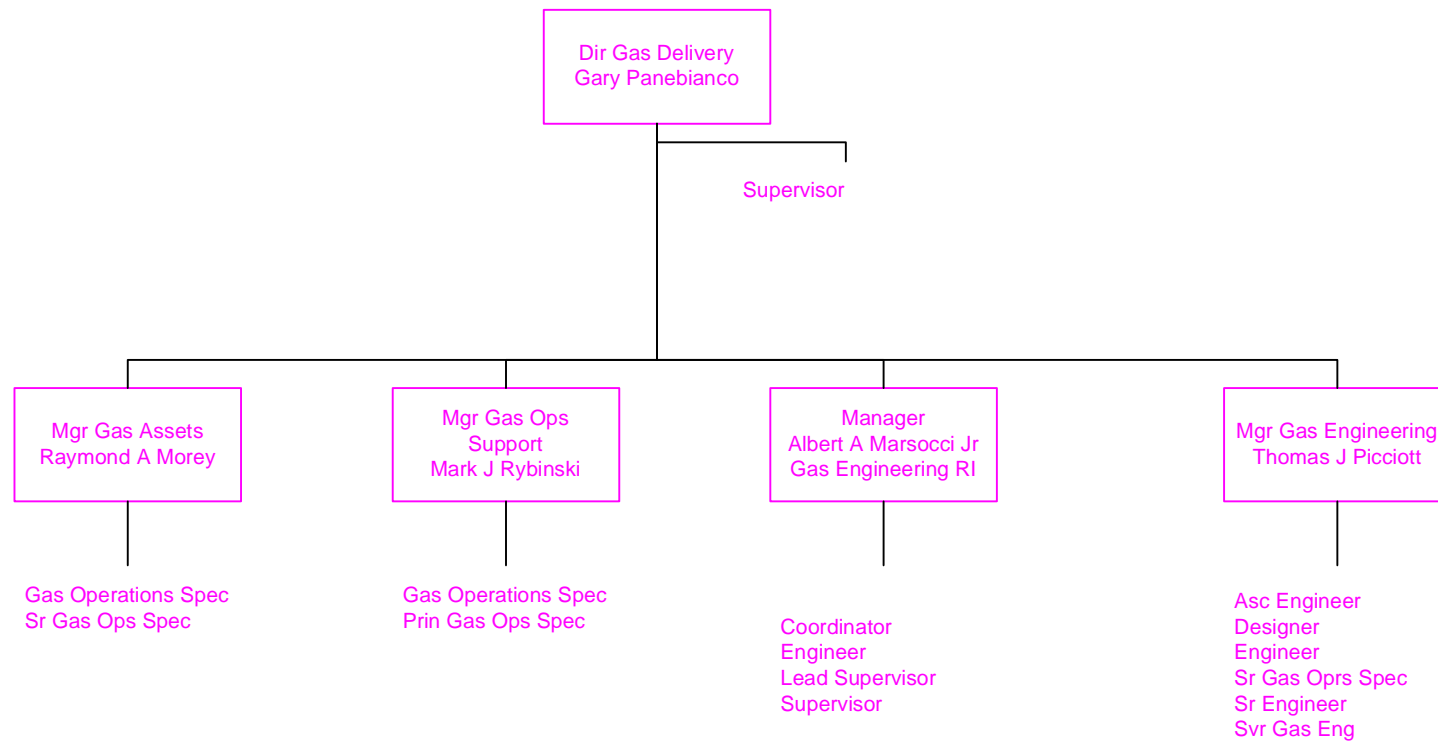 Dir Gas Delivery
Gary Panebianco
Supervisor
Mgr Gas Assets
Raymond A Morey
Mgr Gas Ops
Support
Mark J Rybinski
Manager
Albert A Marsocci Jr
Gas Engineering RI
Mgr Gas Engineering
Thomas J Picciott
Gas Operations Spec
Sr Gas Ops Spec
Gas Operations Spec
Prin Gas Ops Spec
Coordinator
Engineer
Lead Supervisor
Supervisor
Asc Engineer
Designer
Engineer
Sr Gas Oprs Spec
Sr Engineer
Svr Gas Eng